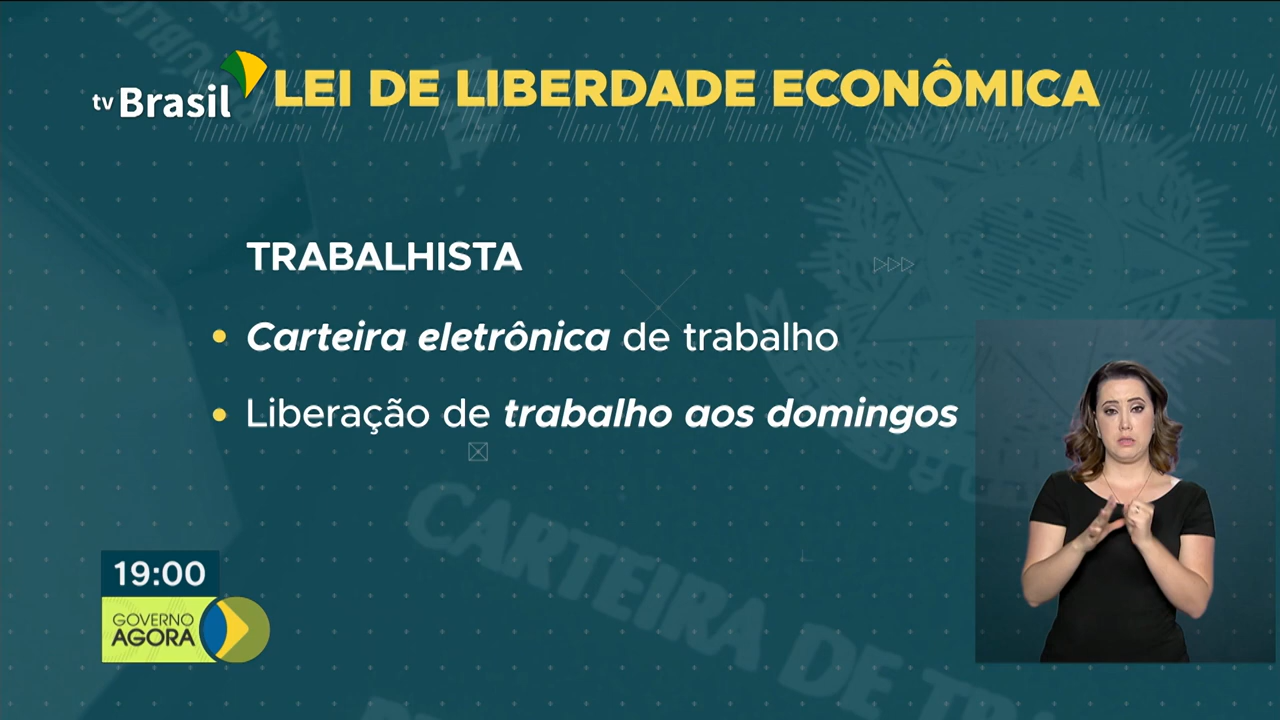 tv Brasil
LEI DE LIBERDADE ECONÔMICA
TRABALHISTA
Carteira eletrônica de trabalho
Liberação de trabalho aos domingos
19:00
GOVERNO
AGORA
CARTEIRA DE